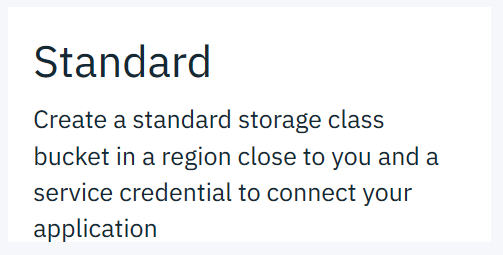 Standard
Create a standard storage class
bucket in a region close to you and a
service credential to connect your
application